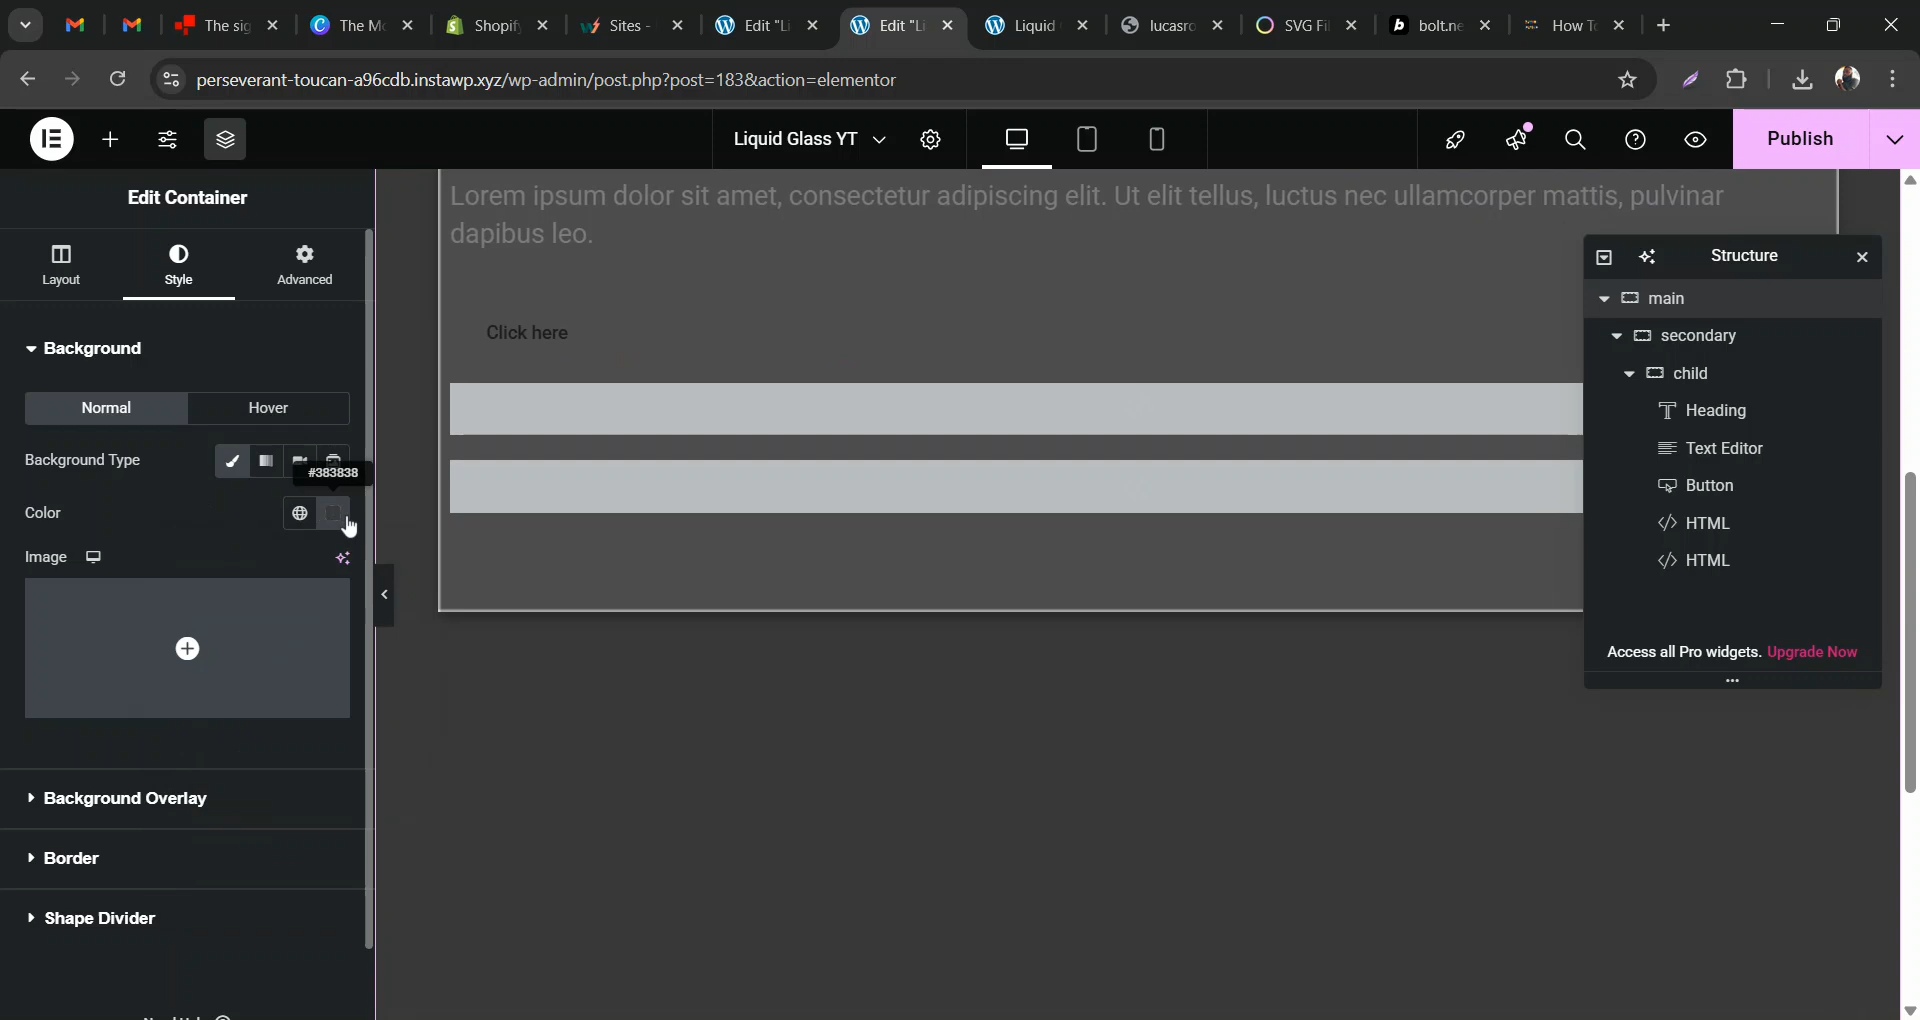 The sig
The Mo
Shopif
Sites -
Edit "Li
Edit "Li
Liquid
lucasro
SVG Fil
bolt.ne
How To
perseverant-toucan-a96cdb.instawp.xyz/wp-admin/post.php?post=183&action=elementor
Liquid Glass YT
Publish
Edit Container
Layout
Style
Advanced
Background
Normal
Hover
Background Type
#383838
Color
Image
Background Overlay
Border
Shape Divider
Lorem ipsum dolor sit amet, consectetur adipiscing elit. Ut elit tellus, luctus nec ullamcorper mattis, pulvinar
dapibus leo.
Click here
Structure
main
secondary
child
Heading
Text Editor
Button
HTML
HTML
Access all Pro widgets. Upgrade Now